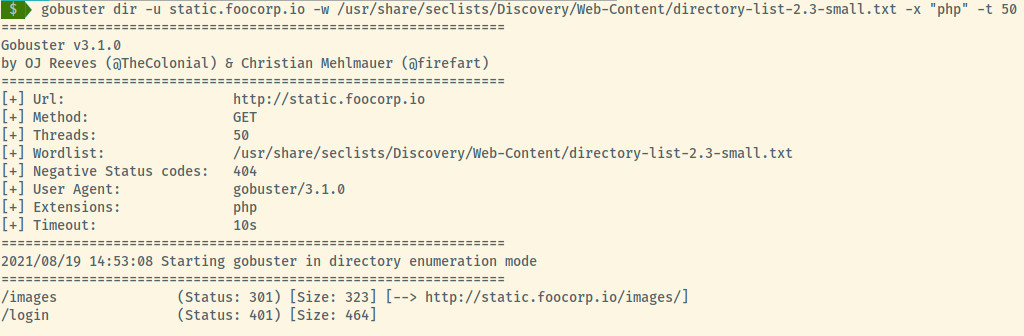 $ gobuster dir -u static.foocorp.io -w /usr/share/seclists/Discovery/Web-Content/directory-list-2.3-small.txt -x "php" -t 50
===============================================================
Gobuster v3.1.0
by OJ Reeves (@TheColonial) & Christian Mehlmauer (@firefart)
===============================================================
[+] Url:                     http://static.foocorp.io
[+] Method:                  GET
[+] Threads:                 50
[+] Wordlist:                /usr/share/seclists/Discovery/Web-Content/directory-list-2.3-small.txt
[+] Negative Status codes:   404
[+] User Agent:              gobuster/3.1.0
[+] Extensions:              php
[+] Timeout:                 10s
===============================================================
2021/08/19 14:53:08 Starting gobuster in directory enumeration mode
===============================================================
/images               (Status: 301) [Size: 323] [--> http://static.foocorp.io/images/]
/login                (Status: 401) [Size: 464]